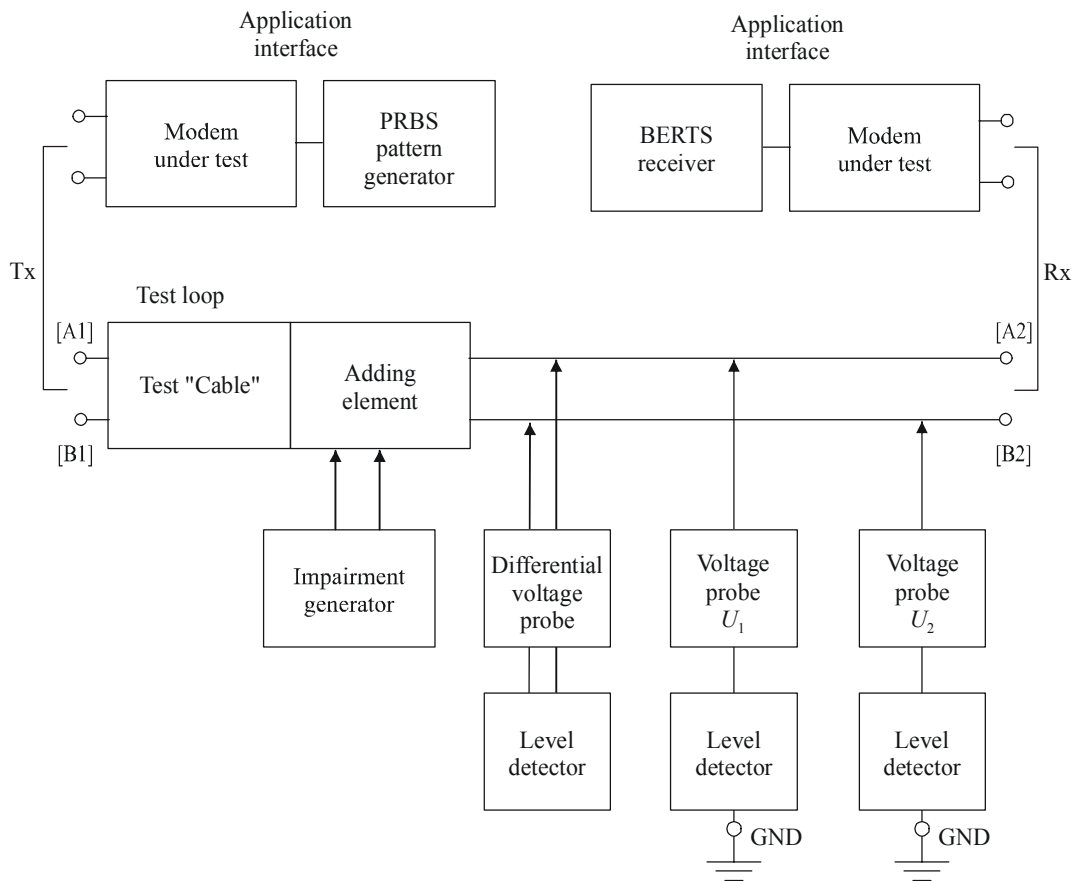 Application
interface
Application
interface
Modem
under test
PRBS
pattern
generator
BERTS
receiver
Modem
under test
Tx
Rx
Test loop
[A1]
[A2]
Test "Cable"
Adding
element
[B1]
[B2]
Impairment
generator
Differential
voltage
probe
Voltage
probe
U1
Voltage
probe
U2
Level
detector
Level
detector
Level
detector
GND
GND